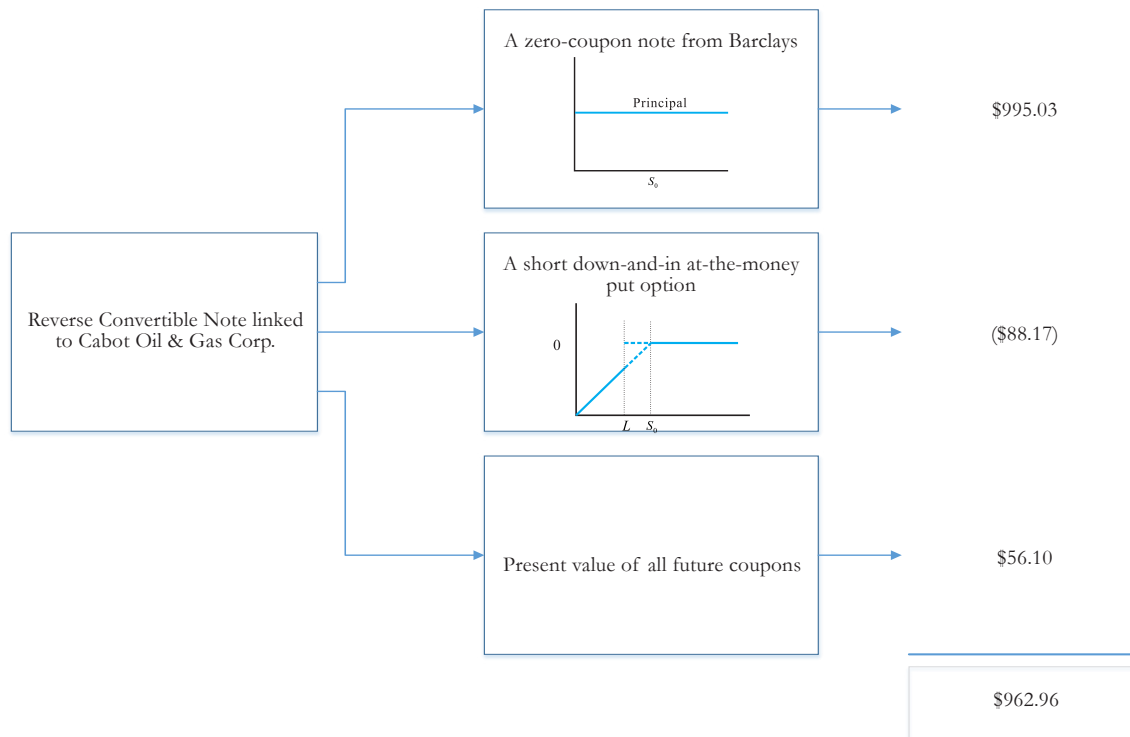 A zero-coupon note from Barclays
Principal
S₀
$995.03
Reverse Convertible Note linked
to Cabot Oil & Gas Corp.
A short down-and-in at-the-money
put option
0
L S₀
($88.17)
Present value of all future coupons
$56.10
$962.96